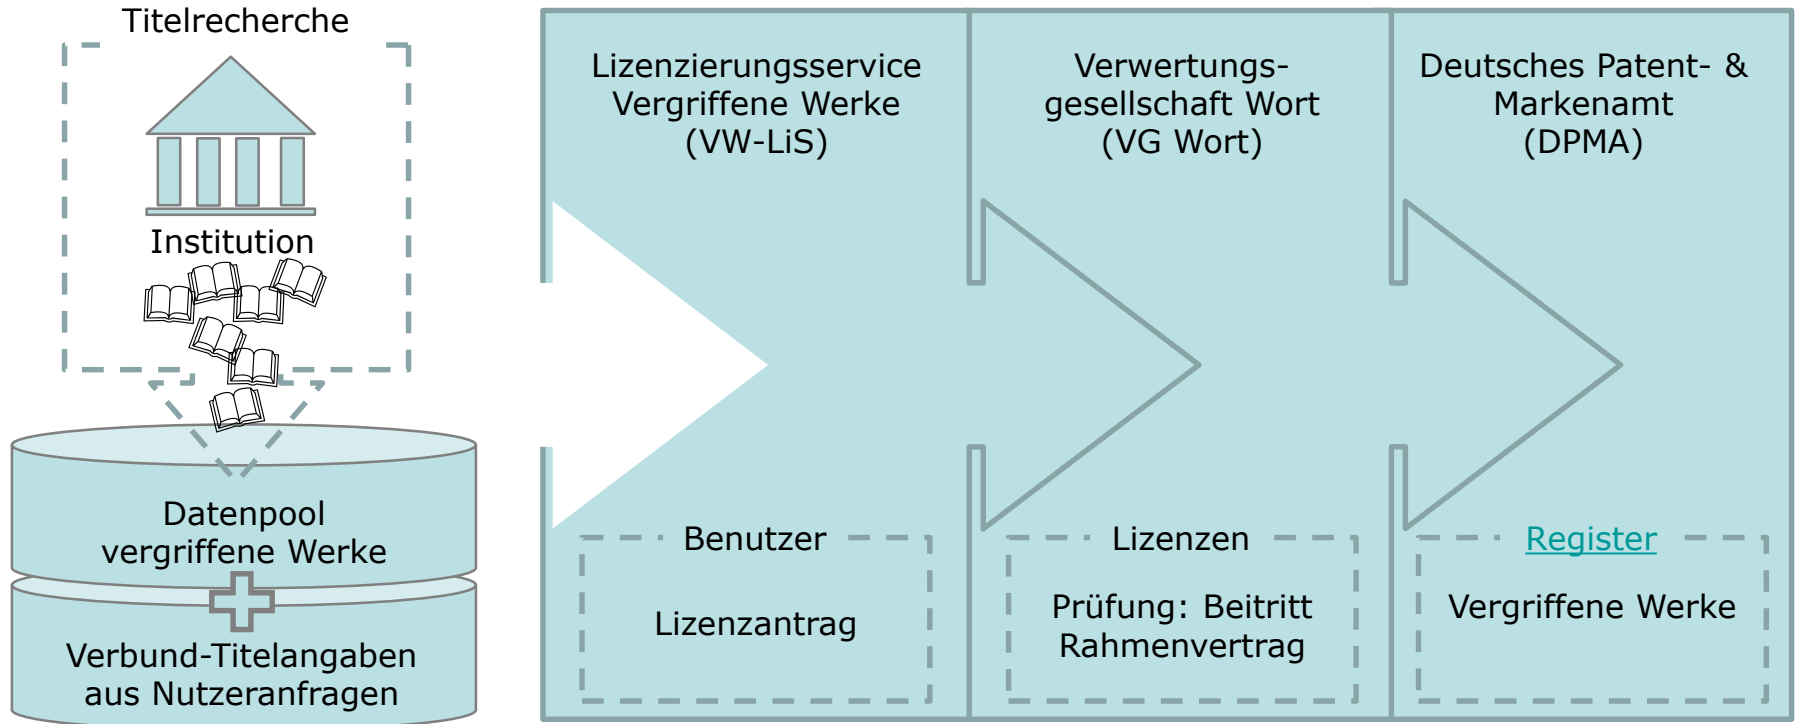 Titelrecherche
Institution
Datenpool
vergriffene Werke
Verbund-Titelangaben
aus Nutzeranfragen
Lizenzierungsservice
Vergriffene Werke
(VW-LiS)
Benutzer
Lizenzantrag
Verwertungs-
gesellschaft Wort
(VG Wort)
Lizenzen
Prüfung: Beitritt
Rahmenvertrag
Deutsches Patent- &
Markenamt
(DPMA)
Register
Vergriffene Werke